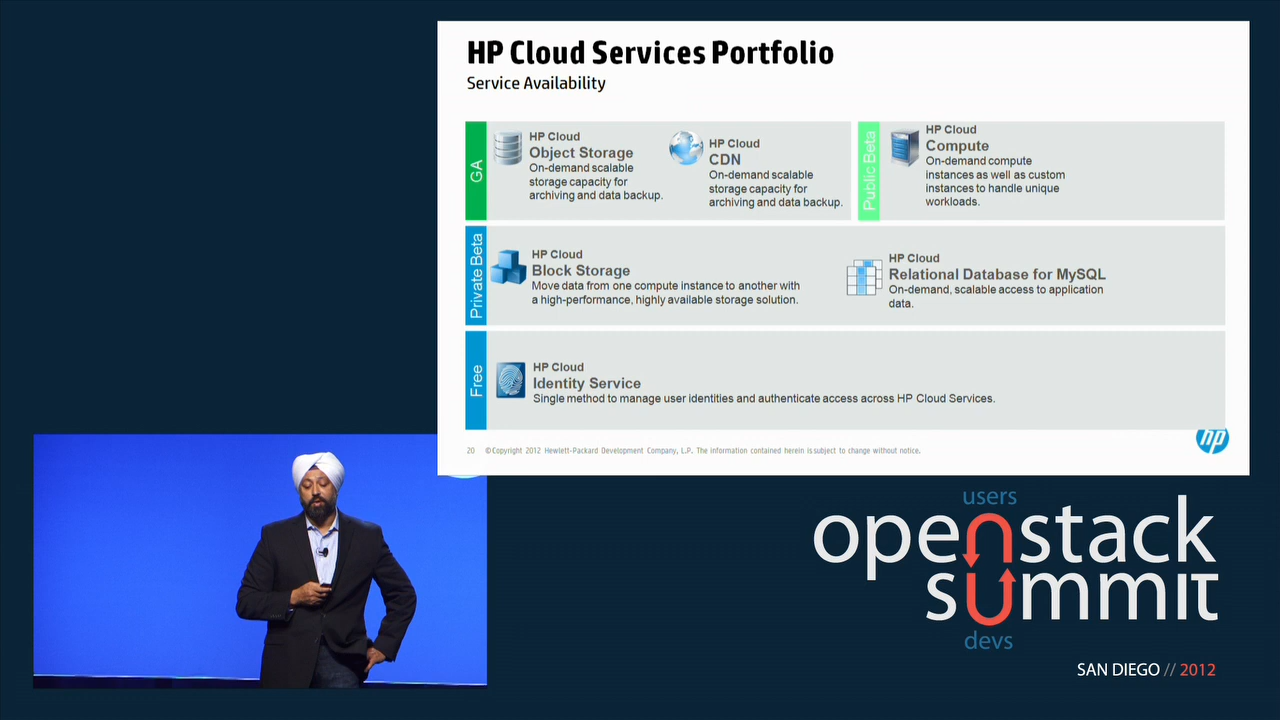 HP Cloud Services Portfolio
Service Availability
GA
HP Cloud
Object Storage
On-demand scalable
storage capacity for
archiving and data backup.
HP Cloud
CDN
On-demand scalable
storage capacity for
archiving and data backup.
Public Beta
HP Cloud
Compute
On-demand compute
instances as well as custom
instances to handle unique
workloads.
Private Beta
HP Cloud
Block Storage
Move data from one compute instance to another with
a high-performance, highly available storage solution.
HP Cloud
Relational Database for MySQL
On-demand, scalable access to application
data.
Free
HP Cloud
Identity Service
Single method to manage user identities and authenticate access across HP Cloud Services.
20 ©Copyright 2012 Hewlett-Packard Development Company, L.P. The information contained herein is subject to change without notice.
hp
users
openstack
summit
devs
SAN DIEGO // 2012